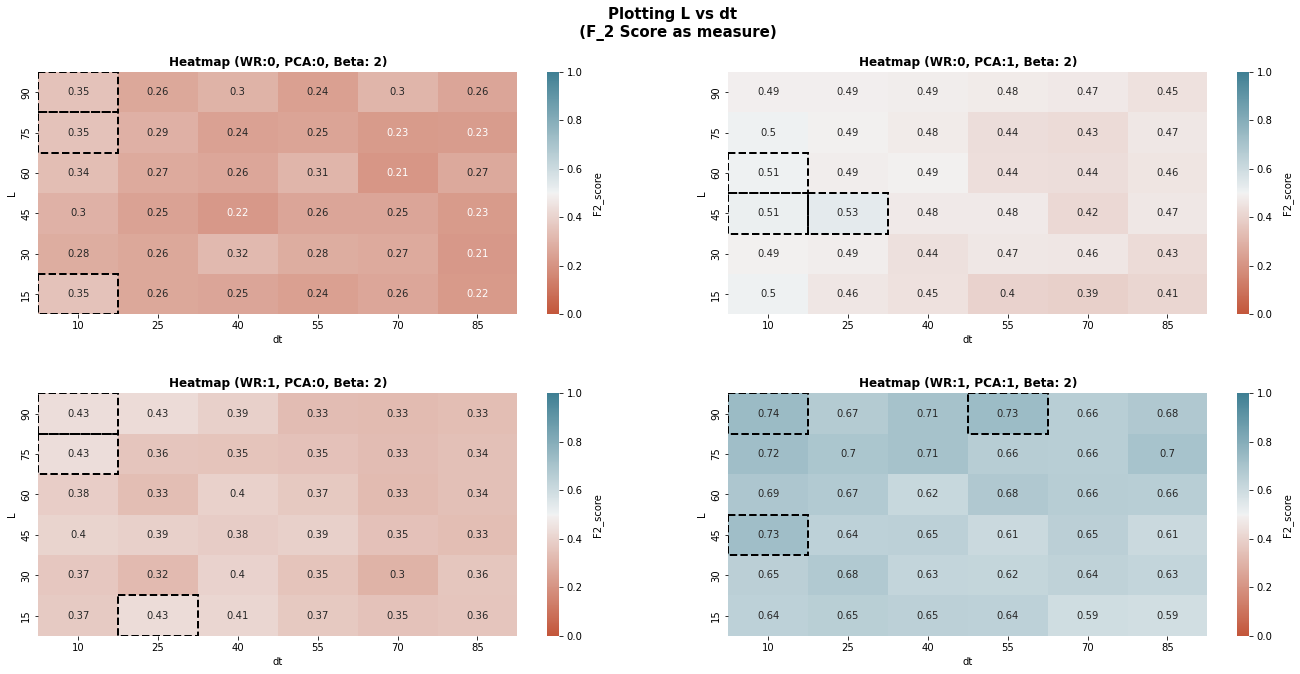 Plotting L vs dt
(F_2 Score as measure)
Heatmap (WR:0, PCA:0, Beta: 2)
L
90 0.35 0.26 0.3 0.24 0.3 0.26
75 0.35 0.29 0.24 0.25 0.23 0.23
60 0.34 0.27 0.26 0.31 0.21 0.27
45 0.3 0.25 0.22 0.26 0.25 0.23
30 0.28 0.26 0.32 0.28 0.27 0.21
15 0.35 0.26 0.25 0.24 0.26 0.22
10 25 40 55 70 85
dt
1.0
0.8
0.6
0.4
0.2
0.0
F2_score
Heatmap (WR:0, PCA:1, Beta: 2)
L
90 0.49 0.49 0.49 0.48 0.47 0.45
75 0.5 0.49 0.48 0.44 0.43 0.47
60 0.51 0.49 0.49 0.44 0.44 0.46
45 0.51 0.53 0.48 0.48 0.42 0.47
30 0.49 0.49 0.44 0.47 0.46 0.43
15 0.5 0.46 0.45 0.4 0.39 0.41
10 25 40 55 70 85
dt
1.0
0.8
0.6
0.4
0.2
0.0
F2_score
Heatmap (WR:1, PCA:0, Beta: 2)
L
90 0.43 0.43 0.39 0.33 0.33 0.33
75 0.43 0.36 0.35 0.35 0.33 0.34
60 0.38 0.33 0.4 0.37 0.33 0.34
45 0.4 0.39 0.38 0.39 0.35 0.33
30 0.37 0.32 0.4 0.35 0.3 0.36
15 0.37 0.43 0.41 0.37 0.35 0.36
10 25 40 55 70 85
dt
1.0
0.8
0.6
0.4
0.2
0.0
F2_score
Heatmap (WR:1, PCA:1, Beta: 2)
L
90 0.74 0.67 0.71 0.73 0.66 0.68
75 0.72 0.7 0.71 0.66 0.66 0.7
60 0.69 0.67 0.62 0.68 0.66 0.66
45 0.73 0.64 0.65 0.61 0.65 0.61
30 0.65 0.68 0.63 0.62 0.64 0.63
15 0.64 0.65 0.65 0.64 0.59 0.59
10 25 40 55 70 85
dt
1.0
0.8
0.6
0.4
0.2
0.0
F2_score